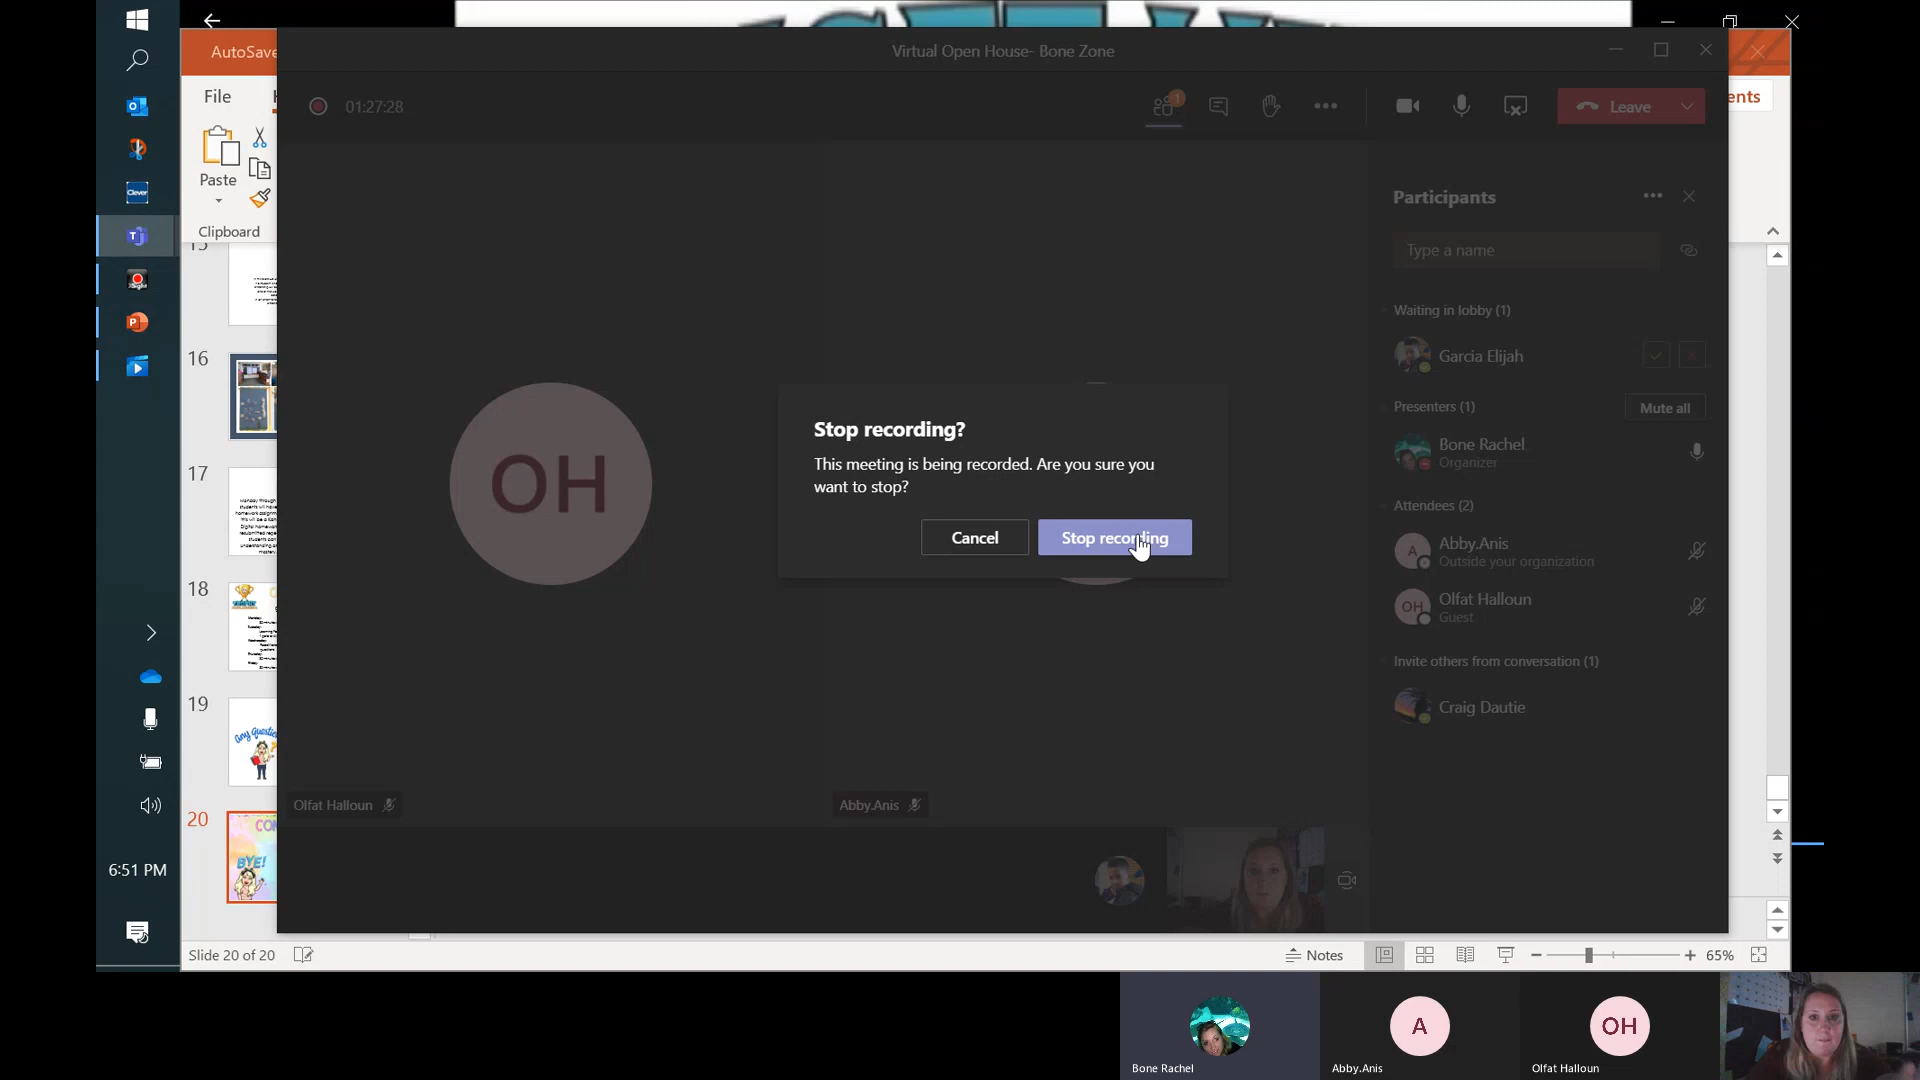 AutoSave
Virtual Open House- Bone Zone
File
01:27:28
1
Leave
ents
Paste
Clipboard
Clever
Participants
Type a name
Waiting in lobby (1)
Garcia Elijah
Presenters (1)
Mute all
Bone Rachel
Organizer
Attendees (2)
Abby.Anis
Outside your organization
OH
Olfat Halloun
Guest
Invite others from conversation (1)
Craig Dautie
OH
Stop recording?
This meeting is being recorded. Are you sure you
want to stop?
Cancel
Stop recording
15
16
17
18
19
20
BYE!
Olfat Halloun
Abby.Anis
6:51 PM
Slide 20 of 20
Notes
65%
A
OH
Bone Rachel
Abby.Anis
Olfat Halloun